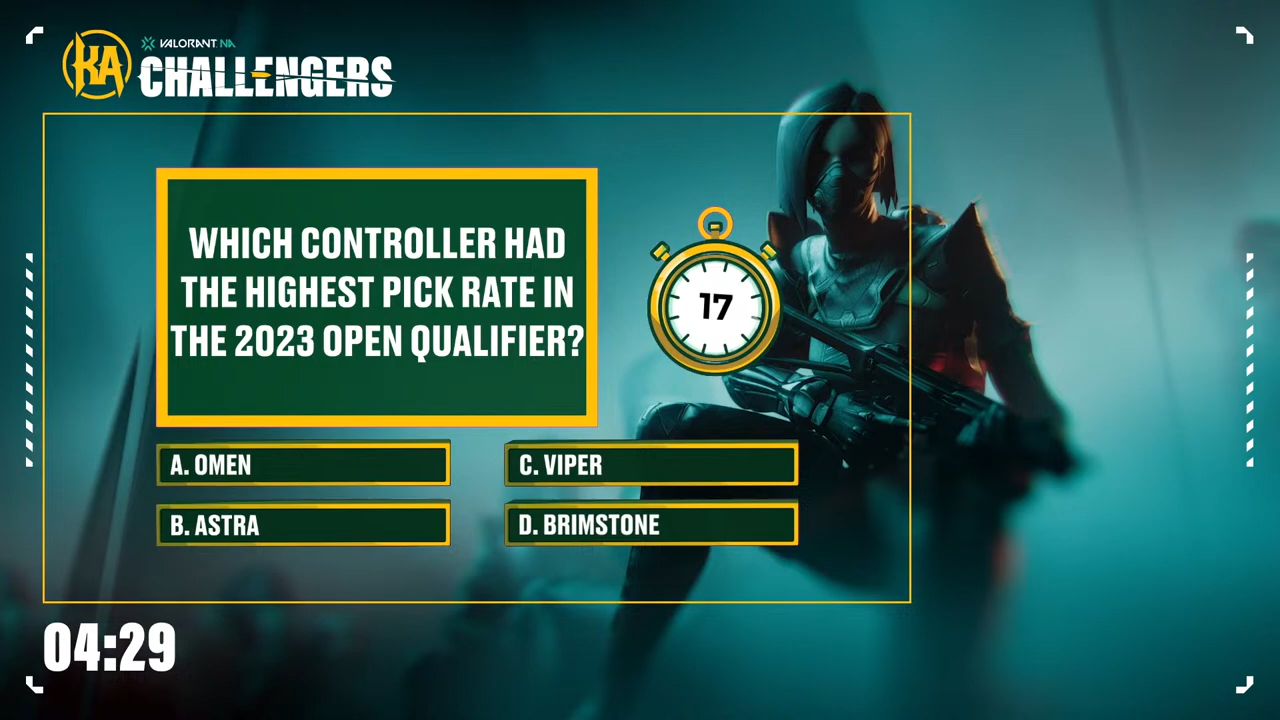 KA
VALORANT NA
CHALLENGERS
WHICH CONTROLLER HAD
THE HIGHEST PICK RATE IN
THE 2023 OPEN QUALIFIER?
17
A. OMEN
C. VIPER
B. ASTRA
D. BRIMSTONE
04:29